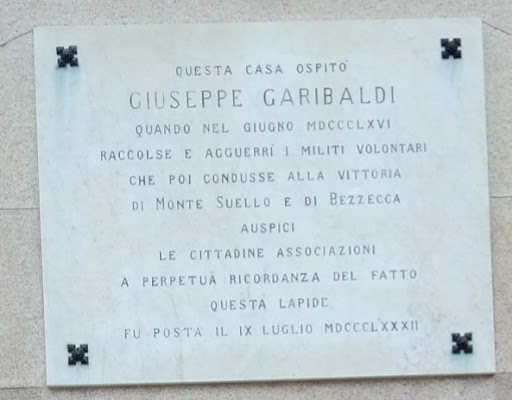 QUESTA CASA OSPITÒ
GIUSEPPE GARIBALDI
QUANDO NEL GIUGNO MDCCCLXVI
RACCOLSE E AGGUERRÌ I MILITI VOLONTARI
CHE POI CONDUSSE ALLA VITTORIA
DI MONTE SUELLO E DI BEZZECCA
AUSPICI
LE CITTADINE ASSOCIAZIONI
A PERPETUA RICORDANZA DEL FATTO
QUESTA LAPIDE
FU POSTA IL IX LUGLIO MDCCCLXXXII